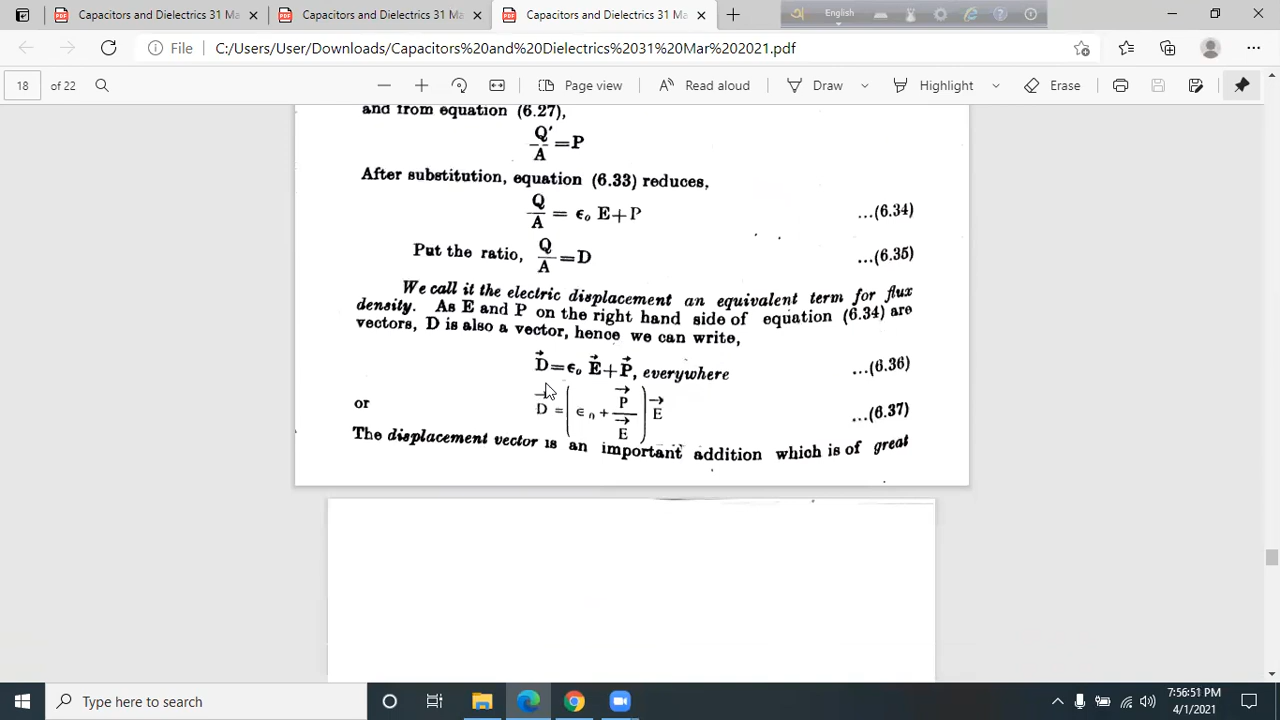 Capacitors and Dielectrics 31 Ma
?Capacitors and Dielectrics 31 Ma
Capacitors and Dielectrics 31 Ma
English
File C:/Users/User/Downloads/Capacitors%20and%20Dielectrics%2031%20Mar%202021.pdf
18 of 22 Page view Read aloud Draw Highlight Erase
and from equation (6.27),
Q'/A =P
After substitution, equation (6.33) reduces,
Q/A = ε₀ E+P ...(6.34)
Put the ratio, Q/A =D ...(6.35)
We call it the electric displacement an equivalent term for flux
density. As E and P on the right hand side of equation (6.34) are
vectors, D is also a vector, hence we can write,
D⃗=ε₀ E⃗+P⃗, everywhere ...(6.36)
or D⃗ = (ε₀ + P⃗/E⃗) E⃗ ...(6.37)
The displacement vector is an important addition which is of great
Type here to search
7:56:51 PM
4/1/2021